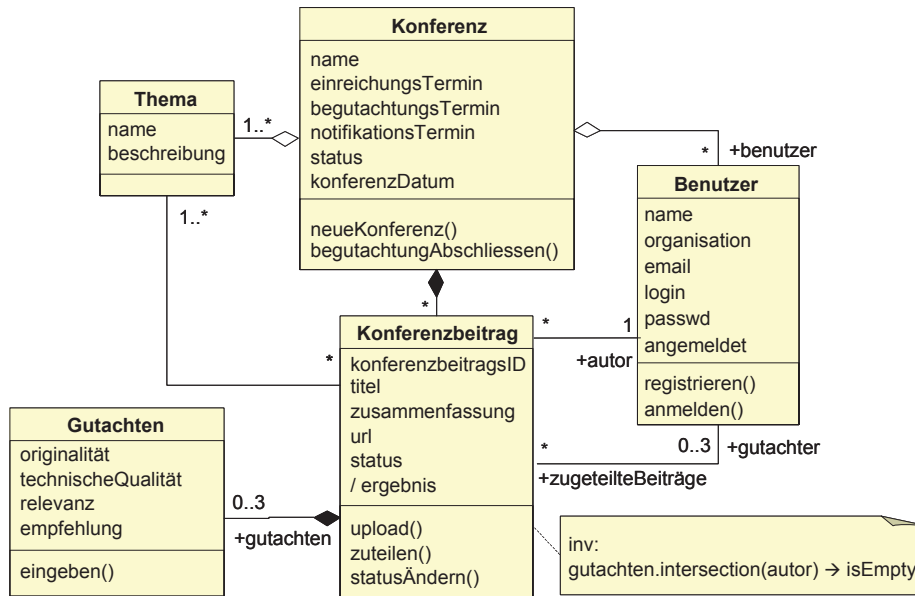 Konferenz
name
einreichungsTermin
begutachtungsTermin
notifikationsTermin
status
konferenzDatum
neueKonferenz()
begutachtungAbschliessen()
Thema
name
beschreibung
1..*
1..*
*
*
+benutzer
Benutzer
name
organisation
email
login
passwd
angemeldet
registrieren()
anmelden()
*
Konferenzbeitrag
konferenzbeitragsID
titel
zusammenfassung
url
status
/ ergebnis
upload()
zuteilen()
statusÄndern()
*
1
+autor
0..3
+gutachter
*
+zugeteilteBeiträge
Gutachten
originalität
technischeQualität
relevanz
empfehlung
eingeben()
0..3
+gutachten
inv:
gutachten.intersection(autor) → isEmpty